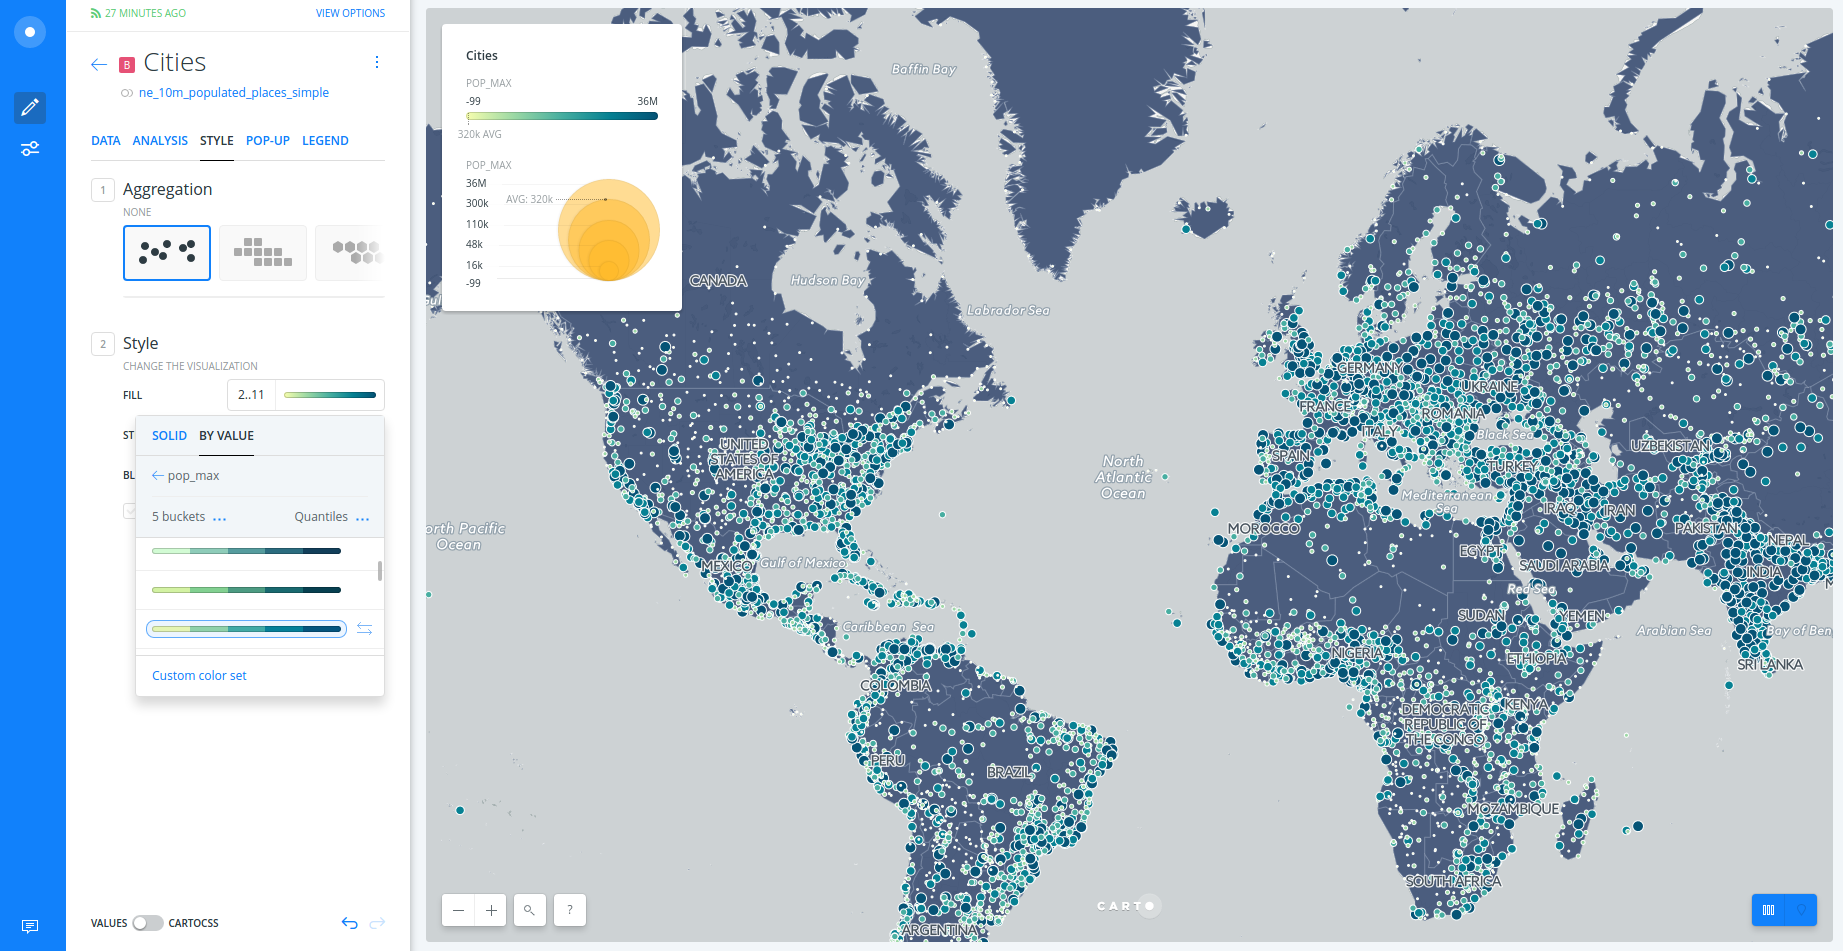 27 MINUTES AGO
VIEW OPTIONS
B Cities
ne_10m_populated_places_simple
DATA
ANALYSIS
STYLE
POP-UP
LEGEND
1 Aggregation
NONE
2 Style
CHANGE THE VISUALIZATION
FILL
2..11
ST
SOLID
BY VALUE
BL
pop_max
5 buckets ...
Quantiles ...
Custom color set
VALUES
CARTOCSS
Cities
POP_MAX
-99
36M
320k AVG
POP_MAX
36M
300k
110k
48k
16k
-99
AVG: 320k
Baffin Bay
CANADA
Hudson Bay
Labrador Sea
Gul
UNITED
STATES OF
AMERICA
North
Atlantic
Ocean
orth Pacific
Ocean
MEXICO
Gulf of Mexico
Caribbean Sea
COLOMBIA
PERU
BRAZIL
ARGENTINA
GERMANY
UKRAINE
FRANCE
ROMANIA
ITALY
Black Sea
SPAIN
TURKEY
UZBEKISTAN
Mediterranean
Sea
IRAQ
IRAN
MOROCCO
PAKISTAN
NEPAL
EGYPT
SAUDI ARABIA
INDIA
M
Red Sea
SUDAN
YEMEN
Arabian Sea
Bay of Ben
NIGERIA
ETHIOPIA
SRI LANKA
KENYA
DEMOCRATIC
REPUBLIC OF
THE CONGO
MOZAMBIQUE
SOUTH AFRICA
− + ?
CARTO